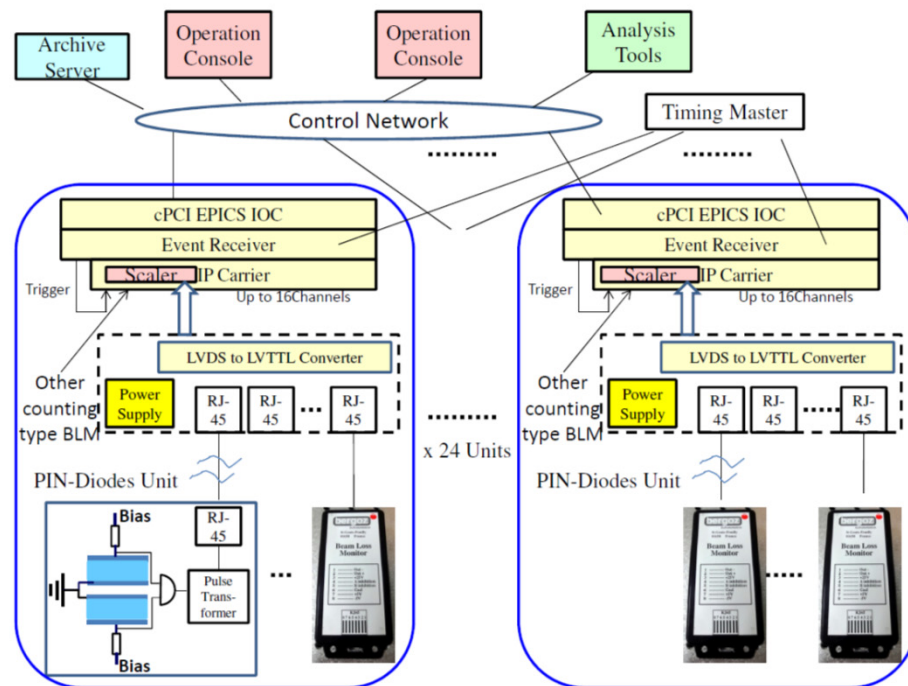 Archive
Server
Operation
Console
Operation
Console
Analysis
Tools
Control Network
Timing Master
cPCI EPICS IOC
Event Receiver
Scaler
IP Carrier
Trigger
Up to 16Channels
LVDS to LVTTL Converter
Other
counting
type BLM
Power
Supply
RJ-
45
RJ-
45
RJ-
45
PIN-Diodes Unit
Bias
RJ-
45
Pulse
Trans-
former
Bias
bergoz
Beam Loss
Monitor
x 24 Units
cPCI EPICS IOC
Event Receiver
Scaler
IP Carrier
Trigger
Up to 16Channels
LVDS to LVTTL Converter
Other
counting
type BLM
Power
Supply
RJ-
45
RJ-
45
RJ-
45
PIN-Diodes Unit
bergoz
Beam Loss
Monitor
bergoz
Beam Loss
Monitor